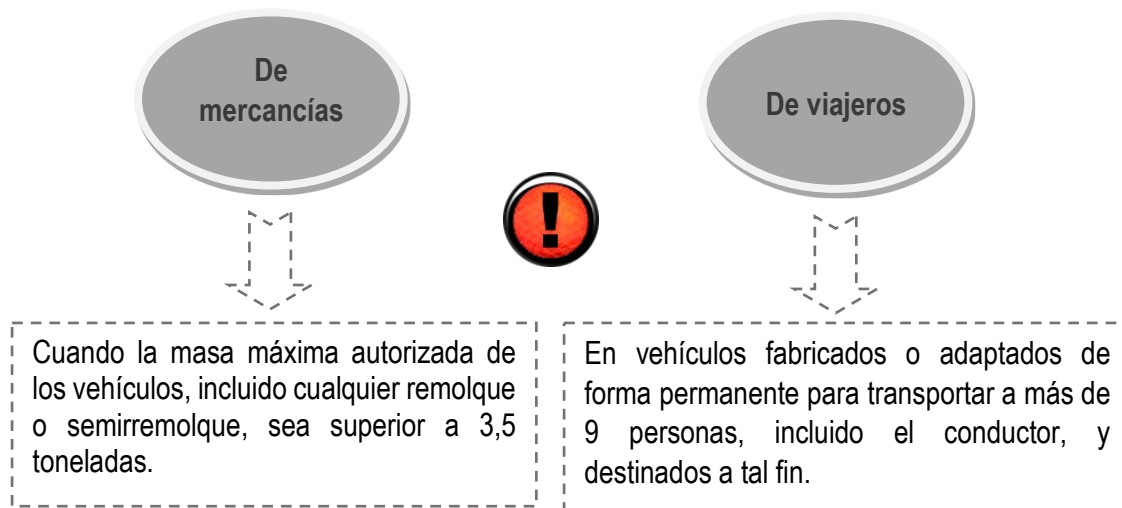 De
mercancías
De viajeros
!
Cuando la masa máxima autorizada de
los vehículos, incluido cualquier remolque
o semirremolque, sea superior a 3,5
toneladas.
En vehículos fabricados o adaptados de
forma permanente para transportar a más de
9 personas, incluido el conductor, y
destinados a tal fin.